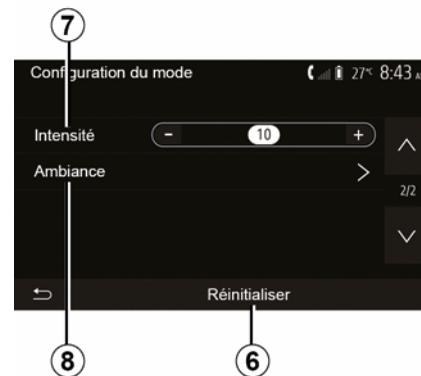 7
Configuration du mode 27°C 8:43
Intensité - 10 +
Ambiance >
2/2
Réinitialiser
8 6